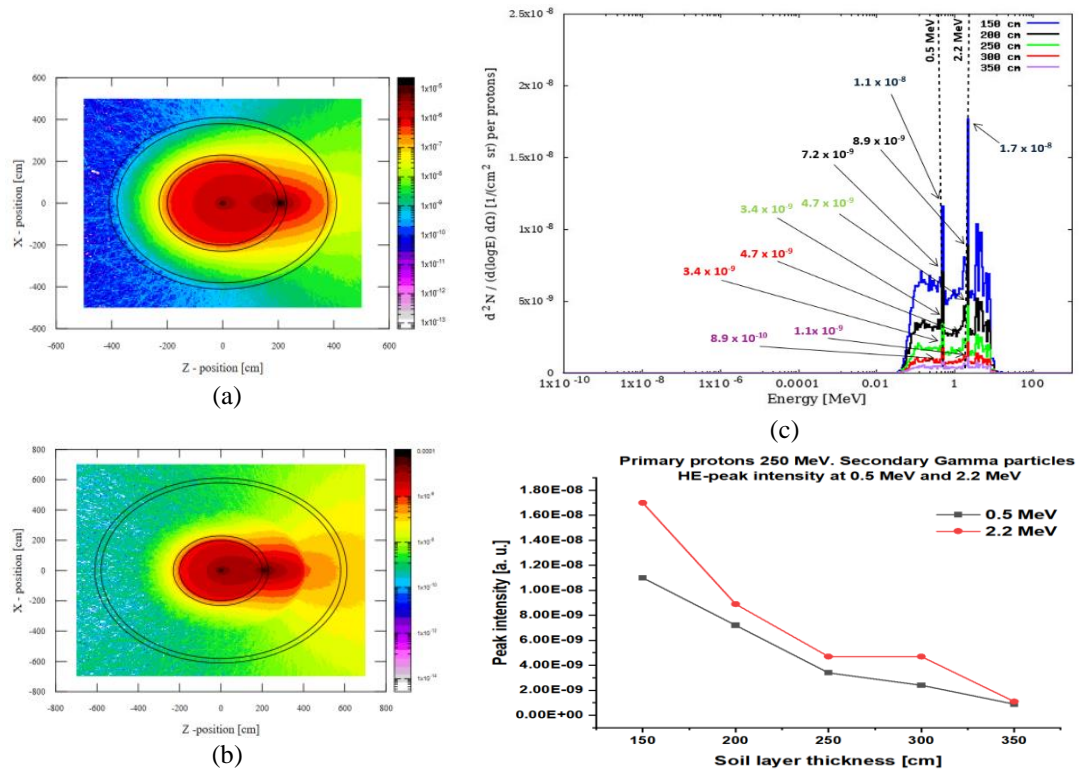 600
400
200
0
-200
-400
-600
X - position [cm]
-600 -400 -200 0 200 400 600
Z - position [cm]
1x10⁻⁵
1x10⁻⁶
1x10⁻⁷
1x10⁻⁸
1x10⁻⁹
1x10⁻¹⁰
1x10⁻¹¹
1x10⁻¹²
1x10⁻¹³
(a)
800
600
400
200
0
-200
-400
-600
-800
X - position [cm]
-800 -600 -400 -200 0 200 400 600 800
Z -position [cm]
0.0001
1x10⁻¹⁰
1x10⁻¹²
1x10⁻¹⁴
(b)
2.5x10⁻⁸
2x10⁻⁸
1.5x10⁻⁸
1x10⁻⁸
5x10⁻⁹
0
d² N / (d(logE) dΩ) [1/(cm² sr) per protons]
0.5 MeV
2.2 MeV
150 cm
200 cm
250 cm
300 cm
350 cm
1.1 x 10⁻⁸
8.9 x 10⁻⁹
1.7 x 10⁻⁸
7.2 x 10⁻⁹
3.4 x 10⁻⁹ 4.7 x 10⁻⁹
4.7 x 10⁻⁹
3.4 x 10⁻⁹
1.1x 10⁻⁹
8.9 x 10⁻¹⁰
1x10⁻¹⁰ 1x10⁻⁸ 1x10⁻⁶ 0.0001 0.01 1 100
Energy [MeV]
(c)
Primary protons 250 MeV. Secondary Gamma particles
HE-peak intensity at 0.5 MeV and 2.2 MeV
1.80E-08
1.60E-08
1.40E-08
1.20E-08
1.00E-08
8.00E-09
6.00E-09
4.00E-09
2.00E-09
0.00E+00
Peak intensity [a. u.]
0.5 MeV
2.2 MeV
150 200 250 300 350
Soil layer thickness [cm]